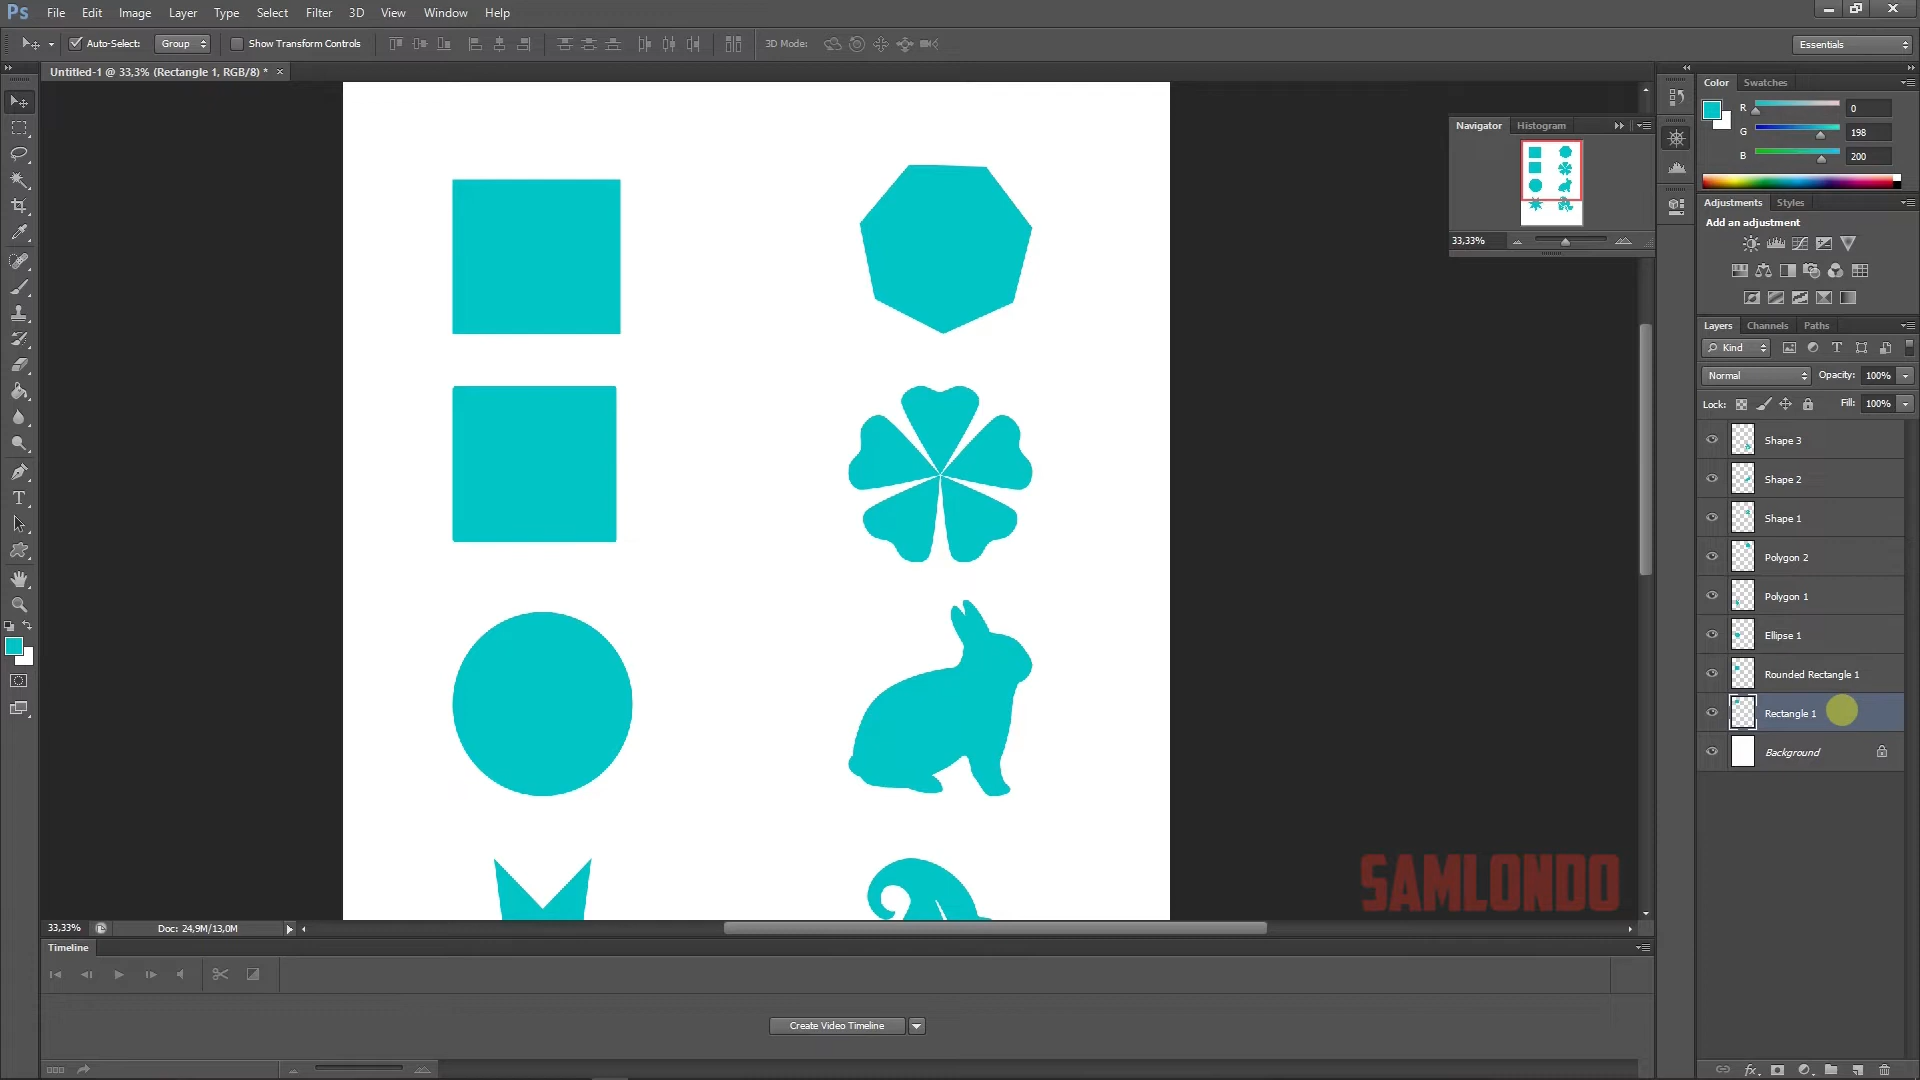 Ps File Edit Image Layer Type Select Filter 3D View Window Help
Auto-Select: Group Show Transform Controls 3D Mode: Essentials
Untitled-1 @ 33,3% (Rectangle 1, RGB/8) * ×
Color Swatches
R 0
G 198
B 200
Navigator Histogram
33,33%
Adjustments Styles
Add an adjustment
Layers Channels Paths
Kind
Normal Opacity: 100%
Lock: Fill: 100%
Shape 3
Shape 2
Shape 1
Polygon 2
Polygon 1
Ellipse 1
Rounded Rectangle 1
Rectangle 1
Background
T
SAMLONDO
33,33% Doc: 24,9M/13,0M
Timeline
Create Video Timeline
fx